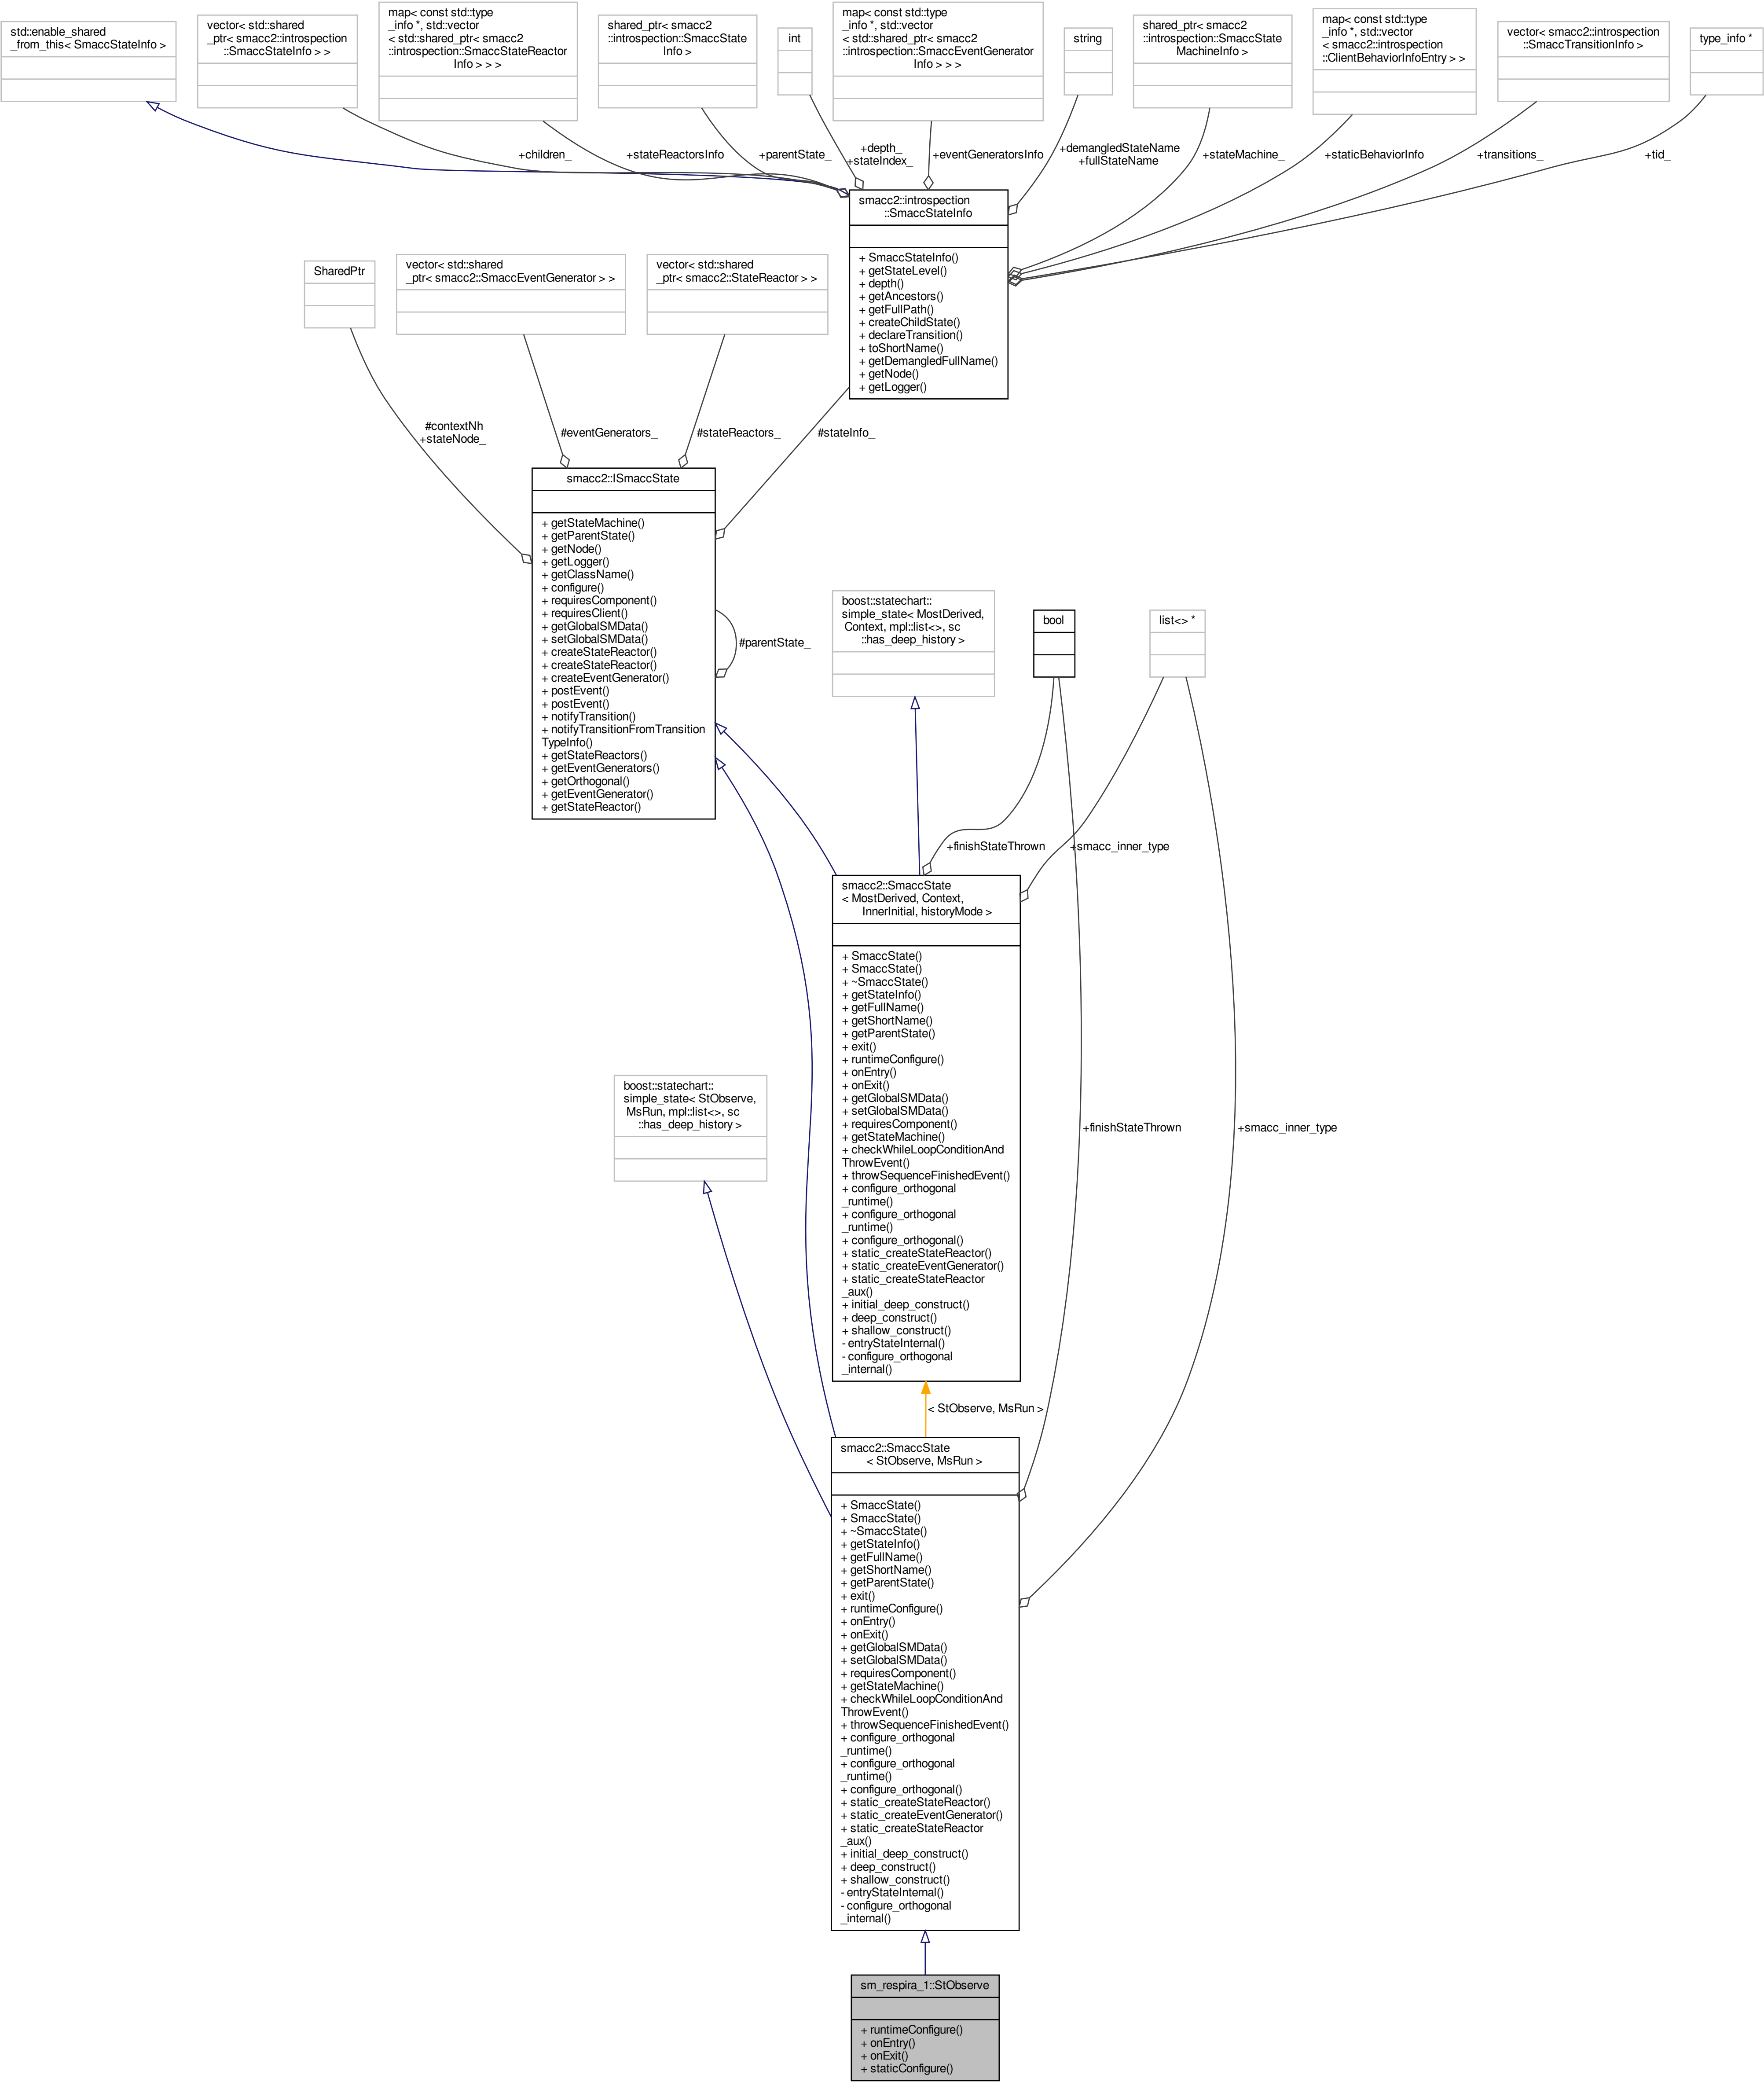 std::enable_shared
_from_this< SmaccStateInfo >
vector< std::shared
_ptr< smacc2::introspection
::SmaccStateInfo > >
map< const std::type
_info *, std::vector
< std::shared_ptr< smacc2
::introspection::SmaccStateReactor
Info > > >
shared_ptr< smacc2
::introspection::SmaccState
Info >
int
map< const std::type
_info *, std::vector
< std::shared_ptr< smacc2
::introspection::SmaccEventGenerator
Info > > >
string
shared_ptr< smacc2
::introspection::SmaccState
MachineInfo >
map< const std::type
_info *, std::vector
< smacc2::introspection
::ClientBehaviorInfoEntry > >
vector< smacc2::introspection
::SmaccTransitionInfo >
type_info *
+children_
+stateReactorsInfo
+parentState_
+depth_
+stateIndex_
+eventGeneratorsInfo
+demangledStateName
+fullStateName
+stateMachine_
+staticBehaviorInfo
+transitions_
+tid_
smacc2::introspection
::SmaccStateInfo
+ SmaccStateInfo()
+ getStateLevel()
+ depth()
+ getAncestors()
+ getFullPath()
+ createChildState()
+ declareTransition()
+ toShortName()
+ getDemangledFullName()
+ getNode()
+ getLogger()
SharedPtr
vector< std::shared
_ptr< smacc2::SmaccEventGenerator > >
vector< std::shared
_ptr< smacc2::StateReactor > >
#contextNh
+stateNode_
#eventGenerators_
#stateReactors_
#stateInfo_
smacc2::ISmaccState
+ getStateMachine()
+ getParentState()
+ getNode()
+ getLogger()
+ getClassName()
+ configure()
+ requiresComponent()
+ requiresClient()
+ getGlobalSMData()
+ setGlobalSMData()
+ createStateReactor()
+ createStateReactor()
+ createEventGenerator()
+ postEvent()
+ postEvent()
+ notifyTransition()
+ notifyTransitionFromTransition
TypeInfo()
+ getStateReactors()
+ getEventGenerators()
+ getOrthogonal()
+ getEventGenerator()
+ getStateReactor()
#parentState_
boost::statechart::
simple_state< MostDerived,
Context, mpl::list<>, sc
::has_deep_history >
bool
list<> *
+finishStateThrown
+smacc_inner_type
smacc2::SmaccState
< MostDerived, Context,
InnerInitial, historyMode >
+ SmaccState()
+ SmaccState()
+ ~SmaccState()
+ getStateInfo()
+ getFullName()
+ getShortName()
+ getParentState()
+ exit()
+ runtimeConfigure()
+ onEntry()
+ onExit()
+ getGlobalSMData()
+ setGlobalSMData()
+ requiresComponent()
+ getStateMachine()
+ checkWhileLoopConditionAnd
ThrowEvent()
+ throwSequenceFinishedEvent()
+ configure_orthogonal
_runtime()
+ configure_orthogonal
_runtime()
+ configure_orthogonal()
+ static_createStateReactor()
+ static_createEventGenerator()
+ static_createStateReactor
_aux()
+ initial_deep_construct()
+ deep_construct()
+ shallow_construct()
- entryStateInternal()
- configure_orthogonal
_internal()
boost::statechart::
simple_state< StObserve,
MsRun, mpl::list<>, sc
::has_deep_history >
+finishStateThrown
+smacc_inner_type
< StObserve, MsRun >
smacc2::SmaccState
< StObserve, MsRun >
+ SmaccState()
+ SmaccState()
+ ~SmaccState()
+ getStateInfo()
+ getFullName()
+ getShortName()
+ getParentState()
+ exit()
+ runtimeConfigure()
+ onEntry()
+ onExit()
+ getGlobalSMData()
+ setGlobalSMData()
+ requiresComponent()
+ getStateMachine()
+ checkWhileLoopConditionAnd
ThrowEvent()
+ throwSequenceFinishedEvent()
+ configure_orthogonal
_runtime()
+ configure_orthogonal
_runtime()
+ configure_orthogonal()
+ static_createStateReactor()
+ static_createEventGenerator()
+ static_createStateReactor
_aux()
+ initial_deep_construct()
+ deep_construct()
+ shallow_construct()
- entryStateInternal()
- configure_orthogonal
_internal()
sm_respira_1::StObserve
+ runtimeConfigure()
+ onEntry()
+ onExit()
+ staticConfigure()